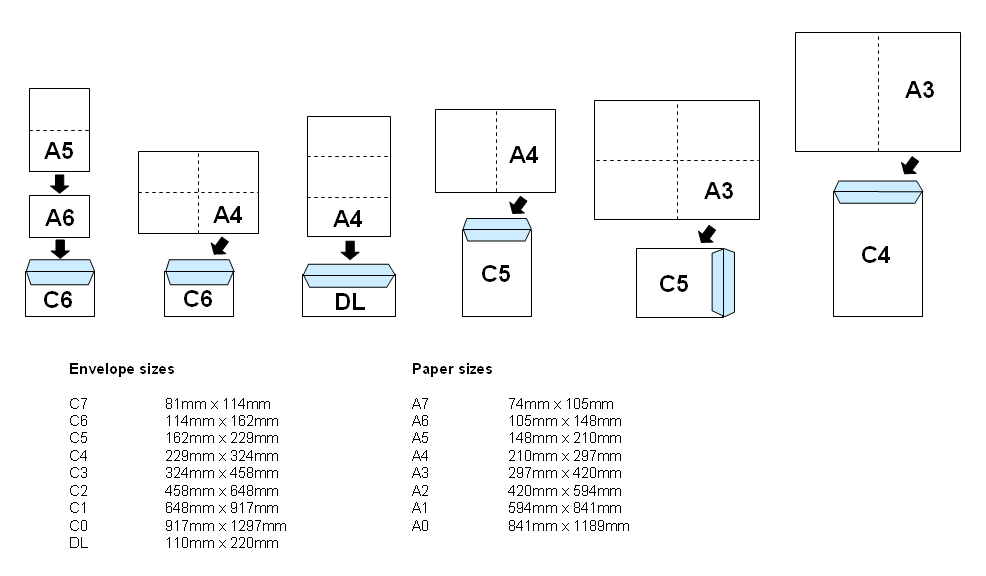 A5
A6
C6
A4
C6
A4
DL
A4
C5
A3
C5
A3
C4
Envelope sizes
C7 81mm x 114mm
C6 114mm x 162mm
C5 162mm x 229mm
C4 229mm x 324mm
C3 324mm x 458mm
C2 458mm x 648mm
C1 648mm x 917mm
C0 917mm x 1297mm
DL 110mm x 220mm
Paper sizes
A7 74mm x 105mm
A6 105mm x 148mm
A5 148mm x 210mm
A4 210mm x 297mm
A3 297mm x 420mm
A2 420mm x 594mm
A1 594mm x 841mm
A0 841mm x 1189mm